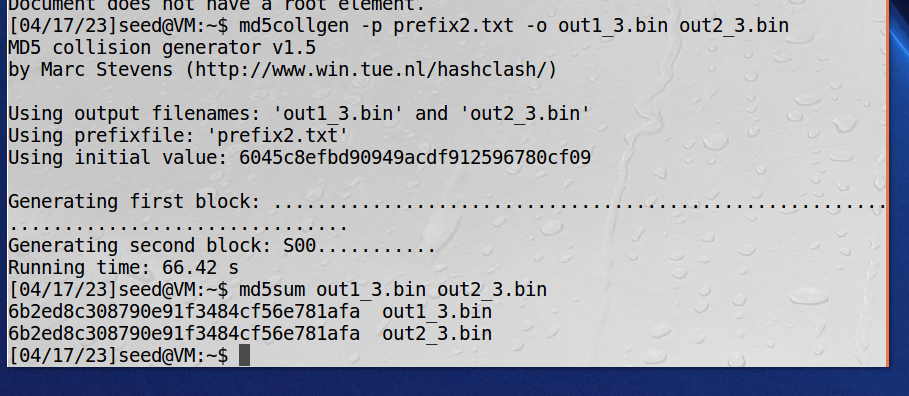 Document does not have a root element.
[04/17/23]seed@VM:~$ md5collgen -p prefix2.txt -o out1_3.bin out2_3.bin
MD5 collision generator v1.5
by Marc Stevens (http://www.win.tue.nl/hashclash/)
Using output filenames: 'out1_3.bin' and 'out2_3.bin'
Using prefixfile: 'prefix2.txt'
Using initial value: 6045c8efbd90949acdf912596780cf09
Generating first block: ........................................................
...............................
Generating second block: S00...........
Running time: 66.42 s
[04/17/23]seed@VM:~$ md5sum out1_3.bin out2_3.bin
6b2ed8c308790e91f3484cf56e781afa  out1_3.bin
6b2ed8c308790e91f3484cf56e781afa  out2_3.bin
[04/17/23]seed@VM:~$